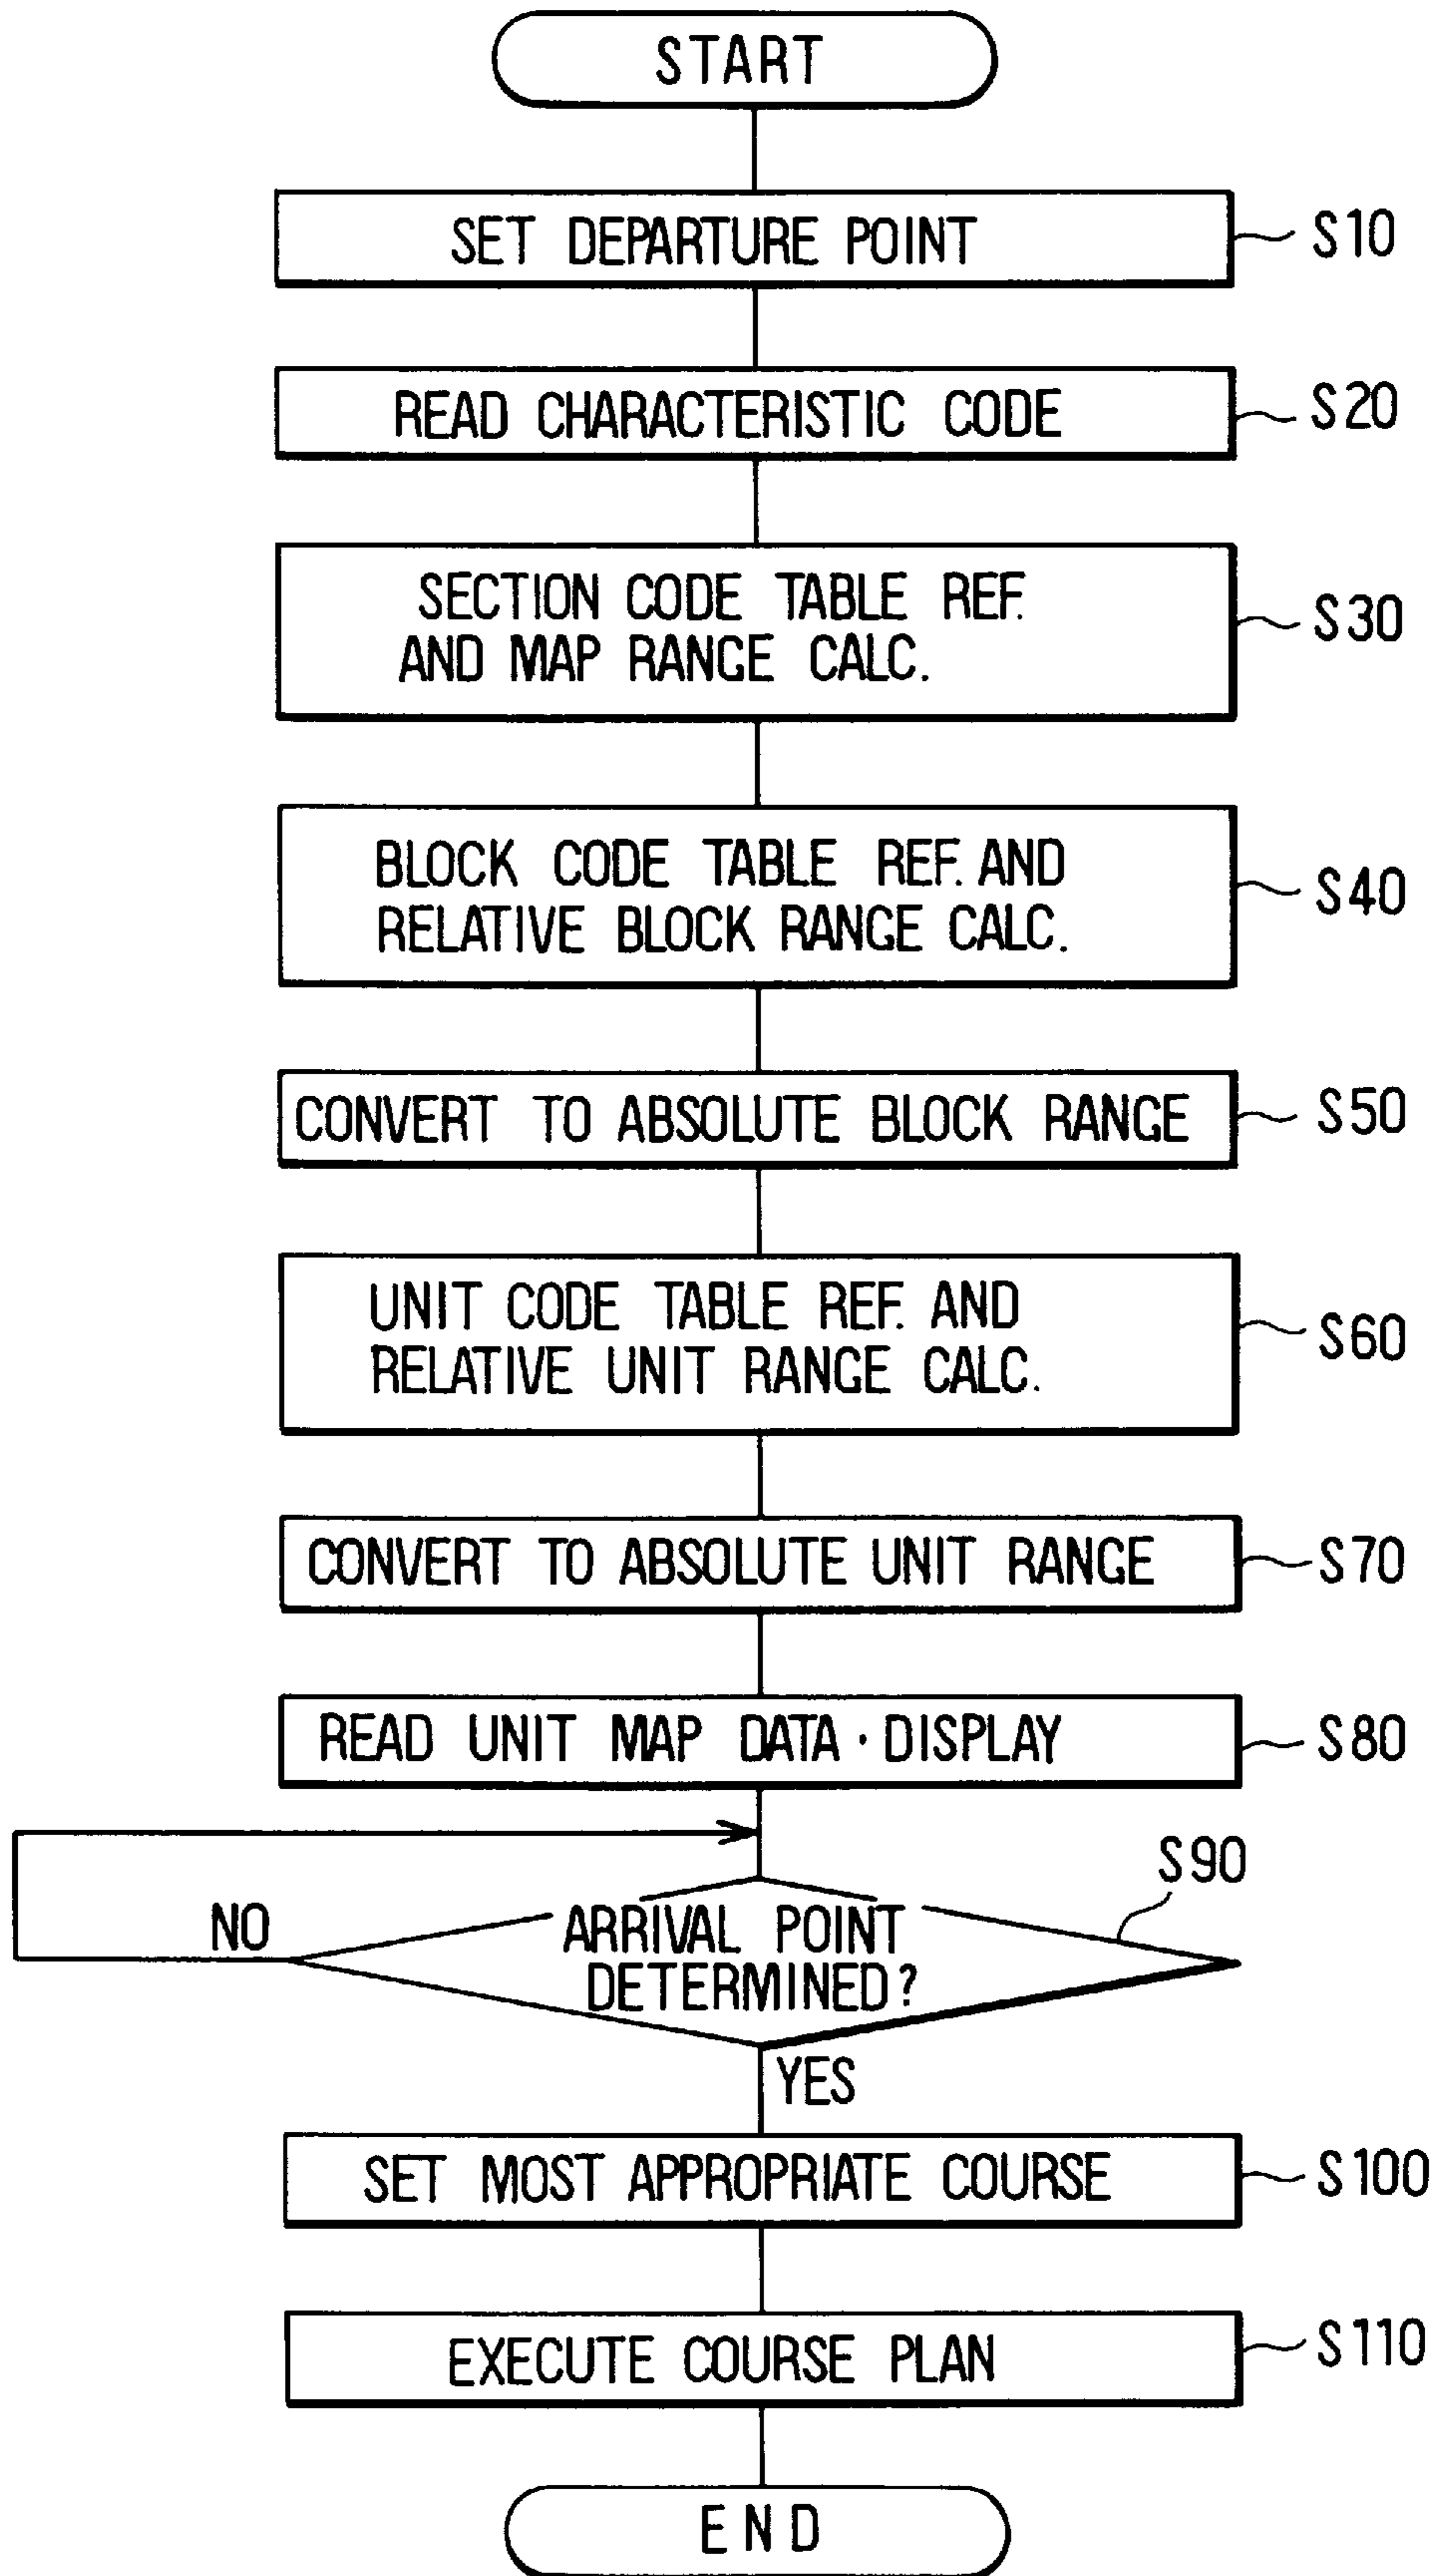 START
SET DEPARTURE POINT
S10
READ CHARACTERISTIC CODE
S20
SECTION CODE TABLE REF.
AND MAP RANGE CALC.
S30
BLOCK CODE TABLE REF. AND
RELATIVE BLOCK RANGE CALC.
S40
CONVERT TO ABSOLUTE BLOCK RANGE
S50
UNIT CODE TABLE REF. AND
RELATIVE UNIT RANGE CALC.
S60
CONVERT TO ABSOLUTE UNIT RANGE
S70
READ UNIT MAP DATA · DISPLAY
S80
S90
NO
ARRIVAL POINT
DETERMINED?
YES
SET MOST APPROPRIATE COURSE
S100
EXECUTE COURSE PLAN
S110
END